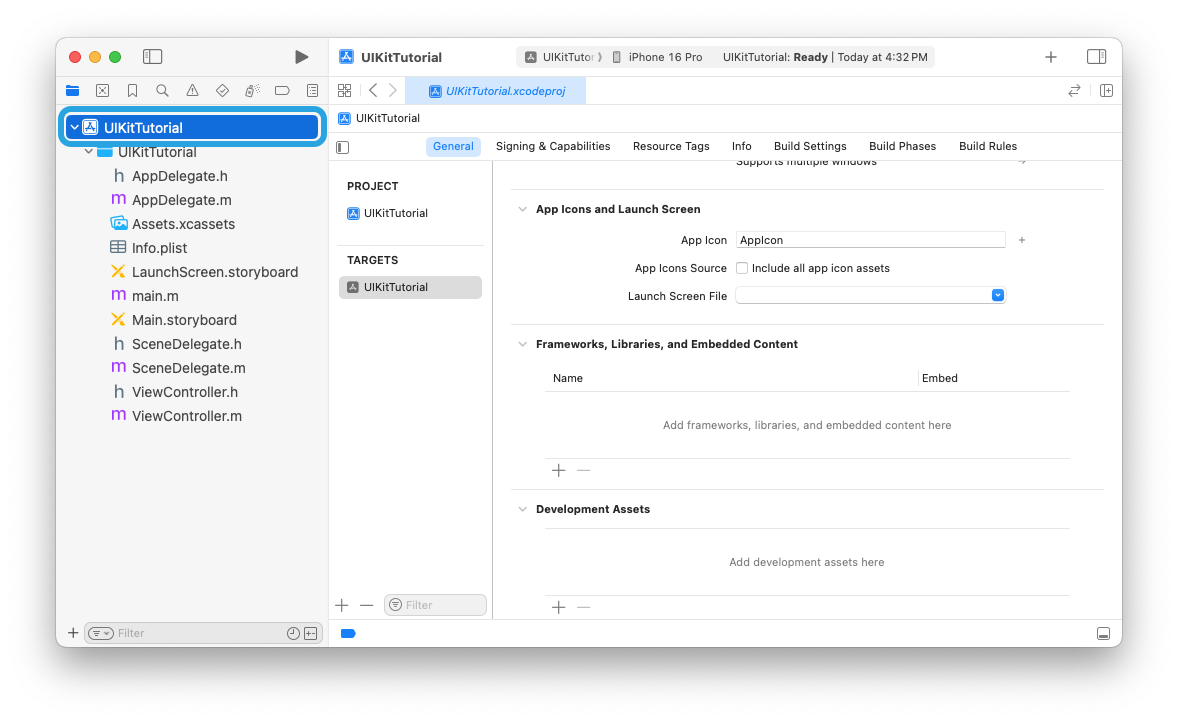 UIKitTutorial
UIKitTuto
iPhone 16 Pro
UIKitTutorial: Ready | Today at 4:32 PM
UIKitTutorial.xcodeproj
UIKitTutorial
UIKitTutorial
AppDelegate.h
AppDelegate.m
Assets.xcassets
Info.plist
LaunchScreen.storyboard
main.m
Main.storyboard
SceneDelegate.h
SceneDelegate.m
ViewController.h
ViewController.m
Filter
UIKitTutorial
General
Signing & Capabilities
Resource Tags
Info
Build Settings
Build Phases
Build Rules
PROJECT
UIKitTutorial
TARGETS
UIKitTutorial
Filter
Supports multiple windows
App Icons and Launch Screen
App Icon
AppIcon
App Icons Source
Include all app icon assets
Launch Screen File
Frameworks, Libraries, and Embedded Content
Name
Embed
Add frameworks, libraries, and embedded content here
Development Assets
Add development assets here